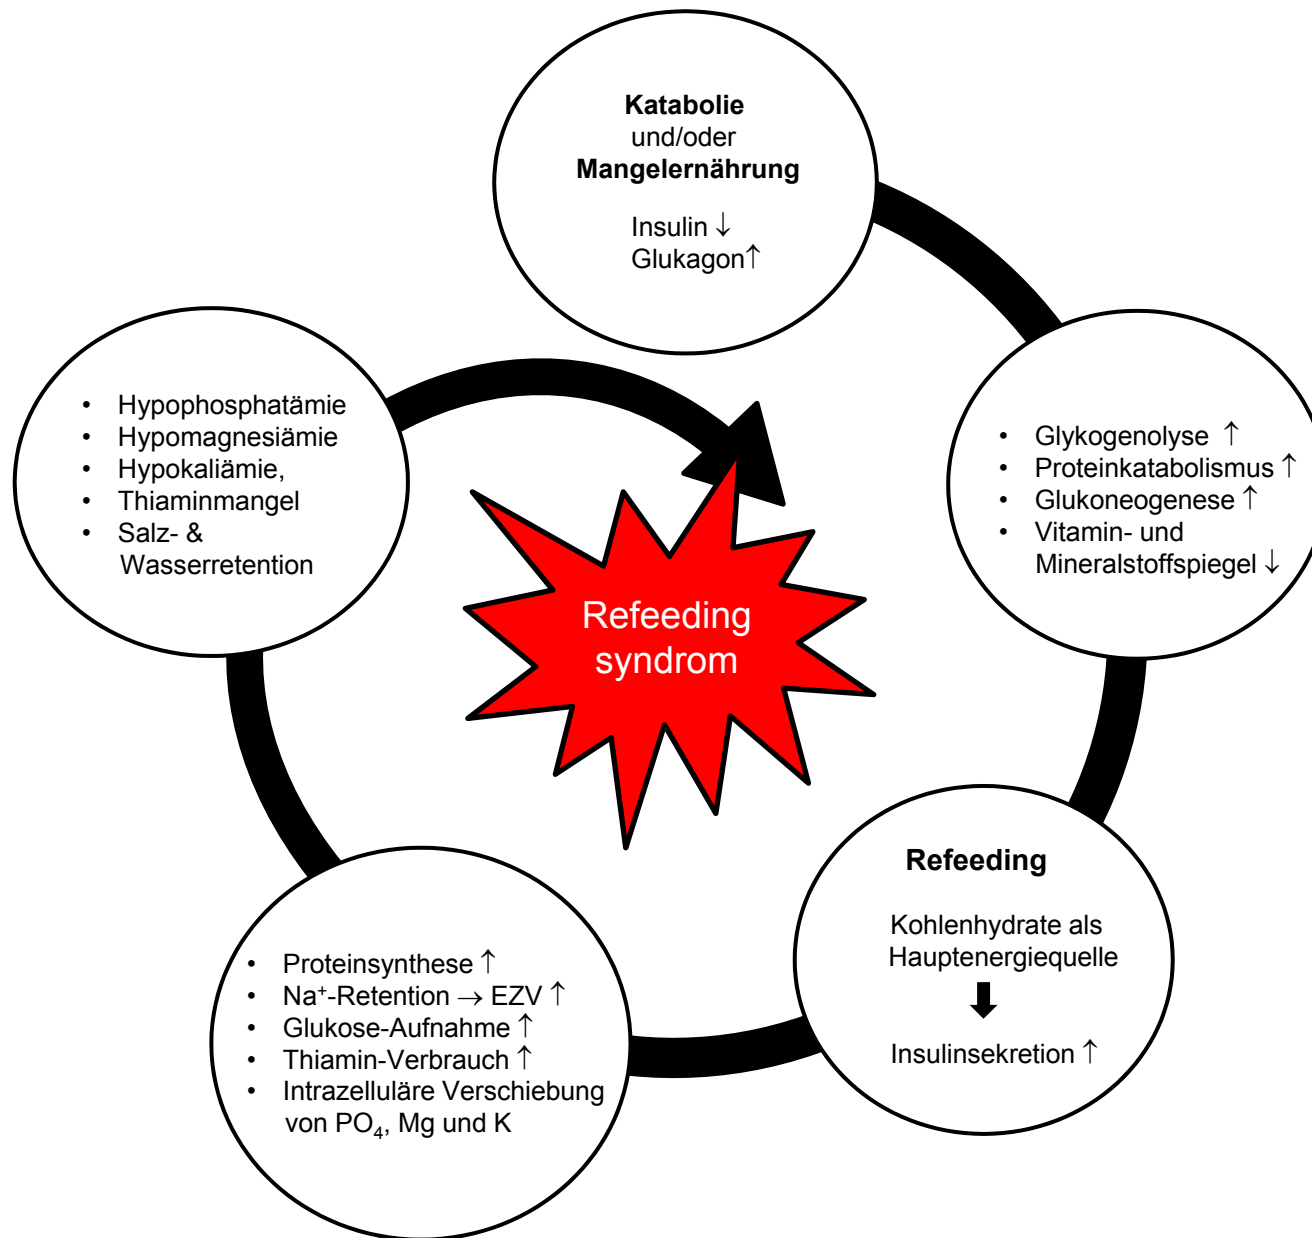 Katabolie
und/oder
Mangelernährung
Insulin ↓
Glukagon↑
• Glykogenolyse ↑
• Proteinkatabolismus ↑
• Glukoneogenese ↑
• Vitamin- und
Mineralstoffspiegel ↓
Refeeding
Kohlenhydrate als
Hauptenergiequelle
Insulinsekretion ↑
• Proteinsynthese ↑
• Na⁺-Retention → EZV ↑
• Glukose-Aufnahme ↑
• Thiamin-Verbrauch ↑
• Intrazelluläre Verschiebung
von PO₄, Mg und K
• Hypophosphatämie
• Hypomagnesiämie
• Hypokaliämie,
• Thiaminmangel
• Salz- &
Wasserretention
Refeeding
syndrom